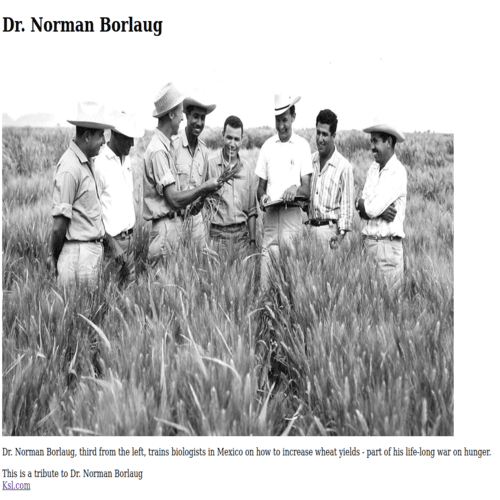 Dr. Norman Borlaug
Dr. Norman Borlaug, third from the left, trains biologists in Mexico on how to increase wheat yields - part of his life-long war on hunger.
This is a tribute to Dr. Norman Borlaug
Ksl.com